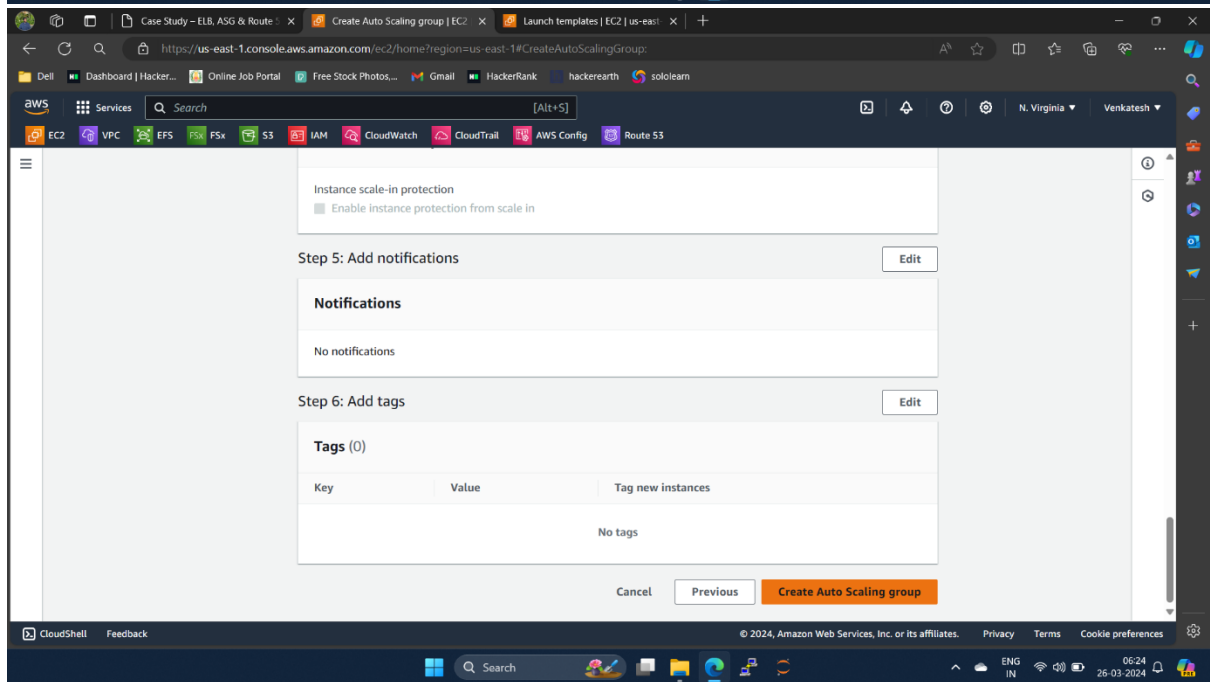 Case Study – ELB, ASG & Route 5
Create Auto Scaling group | EC2
Launch templates | EC2 | us-east-
https://us-east-1.console.aws.amazon.com/ec2/home?region=us-east-1#CreateAutoScalingGroup:
Dell
Dashboard | Hacker...
Online Job Portal
Free Stock Photos,...
Gmail
HackerRank
hackerearth
sololearn
aws
Services
Search
[Alt+S]
N. Virginia
Venkatesh
EC2
VPC
EFS
FSx
FSx
S3
IAM
CloudWatch
CloudTrail
AWS Config
Route 53
Instance scale-in protection
Enable instance protection from scale in
Step 5: Add notifications
Edit
Notifications
No notifications
Step 6: Add tags
Edit
Tags (0)
Key
Value
Tag new instances
No tags
Cancel
Previous
Create Auto Scaling group
CloudShell
Feedback
© 2024, Amazon Web Services, Inc. or its affiliates.
Privacy
Terms
Cookie preferences
Search
ENG
IN
06:24
26-03-2024